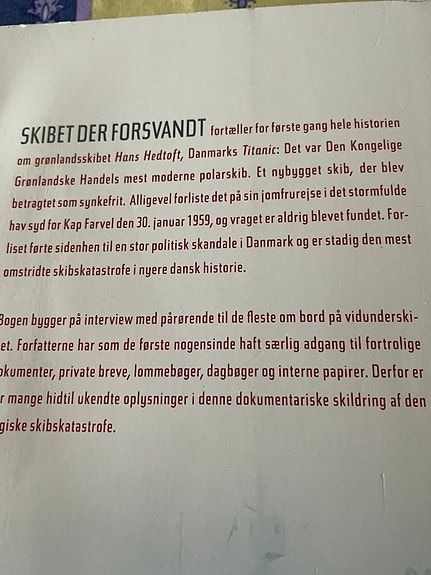 SKIBET DER FORSVANDT fortæller for første gang hele historien
om grønlandsskibet Hans Hedtoft, Danmarks Titanic: Det var Den Kongelige
Grønlandske Handels mest moderne polarskib. Et nybygget skib, der blev
betragtet som synkefrit. Alligevel forliste det på sin jomfrurejse i det stormfulde
hav syd for Kap Farvel den 30. januar 1959, og vraget er aldrig blevet fundet. For-
liset førte sidenhen til en stor politisk skandale i Danmark og er stadig den mest
omstridte skibskatastrofe i nyere dansk historie.
Bogen bygger på interview med pårørende til de fleste om bord på vidunderski-
et. Forfatterne har som de første nogensinde haft særlig adgang til fortrolige
okumenter, private breve, lommebøger, dagbøger og interne papirer. Derfor er
r mange hidtil ukendte oplysninger i denne dokumentariske skildring af den
giske skibskatastrofe.